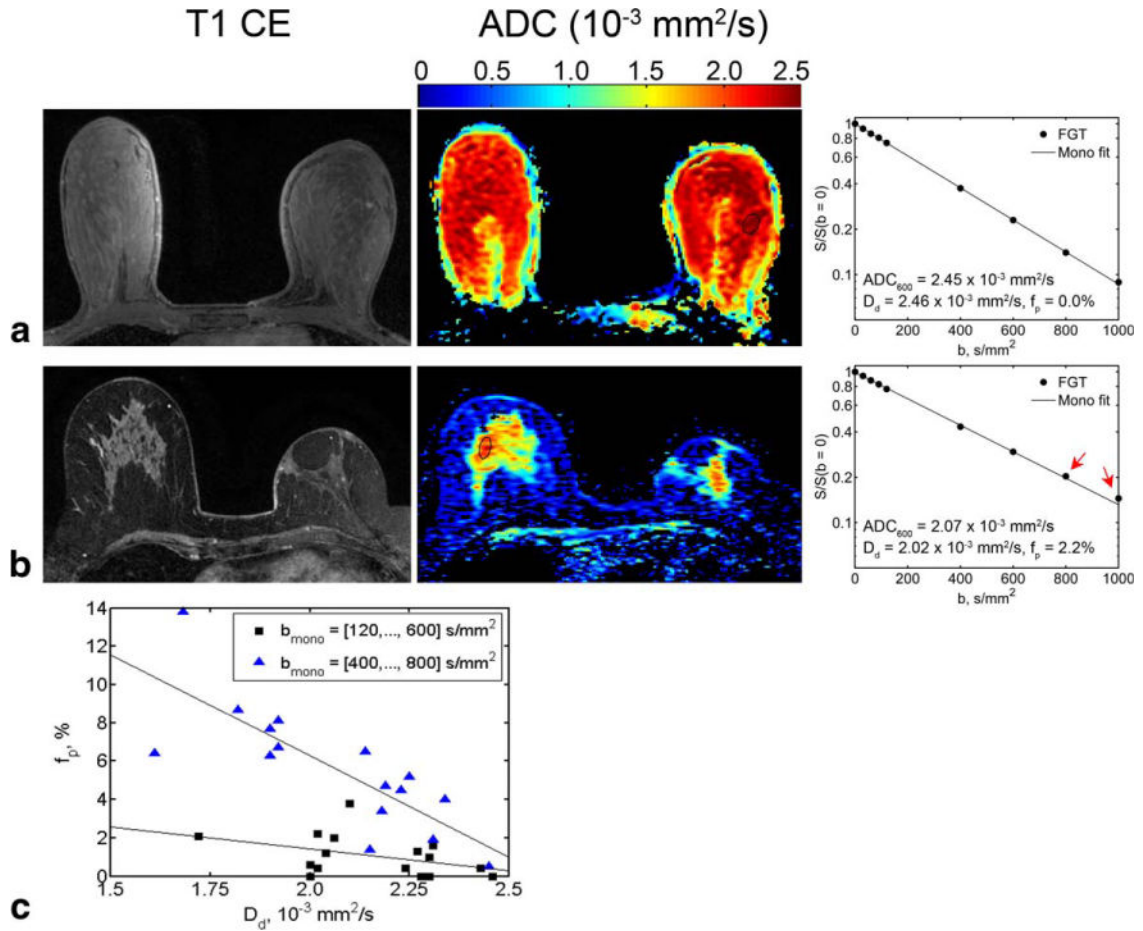 T1 CE
ADC (10⁻³ mm²/s)
0 0.5 1.0 1.5 2.0 2.5
a
1
0.8
0.6
0.4
0.2
0.1
S/S(b = 0)
FGT
Mono fit
ADC₆₀₀ = 2.45 x 10⁻³ mm²/s
D_d = 2.46 x 10⁻³ mm²/s, f_p = 0.0%
0 200 400 600 800 1000
b, s/mm²
b
1
0.8
0.6
0.4
0.2
0.1
S/S(b = 0)
FGT
Mono fit
ADC₆₀₀ = 2.07 x 10⁻³ mm²/s
D_d = 2.02 x 10⁻³ mm²/s, f_p = 2.2%
0 200 400 600 800 1000
b, s/mm²
c
14
12
10
8
6
4
2
0
f_p, %
b_mono = [120,..., 600] s/mm²
b_mono = [400,..., 800] s/mm²
1.5 1.75 2.0 2.25 2.5
D_d, 10⁻³ mm²/s